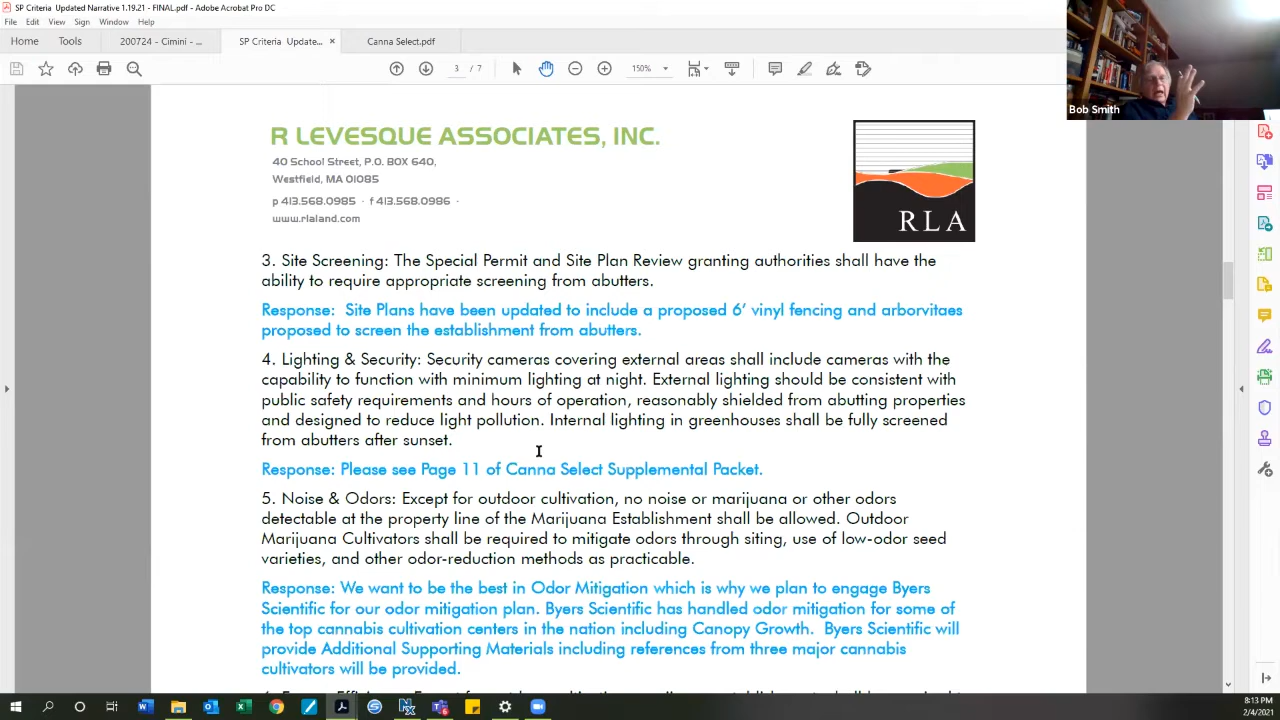 SP Criteria Updated Narrative 1.19.21 - FINAL.pdf - Adobe Acrobat Pro DC
File Edit View Sign Window Help
Home Tools 200724 - Cimini - ... SP Criteria Update... × Canna Select.pdf
3 / 7 150%
Bob Smith
R LEVESQUE ASSOCIATES, INC.
40 School Street, P.O. BOX 640,
Westfield, MA 01085
p 413.568.0985 · f 413.568.0986 ·
www.rlaland.com
RLA
3. Site Screening: The Special Permit and Site Plan Review granting authorities shall have the
ability to require appropriate screening from abutters.
Response: Site Plans have been updated to include a proposed 6’ vinyl fencing and arborvitaes
proposed to screen the establishment from abutters.
4. Lighting & Security: Security cameras covering external areas shall include cameras with the
capability to function with minimum lighting at night. External lighting should be consistent with
public safety requirements and hours of operation, reasonably shielded from abutting properties
and designed to reduce light pollution. Internal lighting in greenhouses shall be fully screened
from abutters after sunset.
Response: Please see Page 11 of Canna Select Supplemental Packet.
5. Noise & Odors: Except for outdoor cultivation, no noise or marijuana or other odors
detectable at the property line of the Marijuana Establishment shall be allowed. Outdoor
Marijuana Cultivators shall be required to mitigate odors through siting, use of low-odor seed
varieties, and other odor-reduction methods as practicable.
Response: We want to be the best in Odor Mitigation which is why we plan to engage Byers
Scientific for our odor mitigation plan. Byers Scientific has handled odor mitigation for some of
the top cannabis cultivation centers in the nation including Canopy Growth. Byers Scientific will
provide Additional Supporting Materials including references from three major cannabis
cultivators will be provided.
8:13 PM
2/4/2021